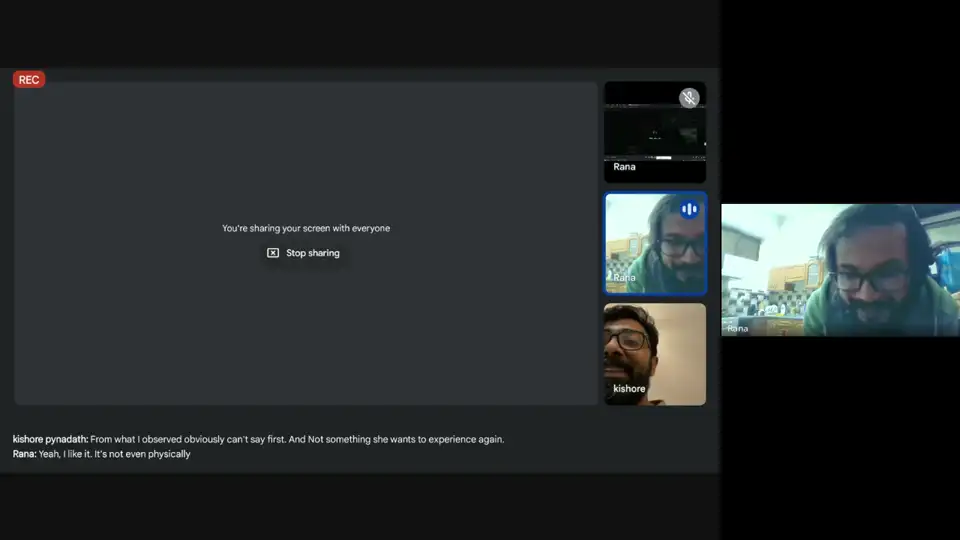 REC
Rana
You're sharing your screen with everyone
Stop sharing
Rana
Rana
kishore
kishore pynadath: From what I observed obviously can't say first. And Not something she wants to experience again.
Rana: Yeah, I like it. It's not even physically